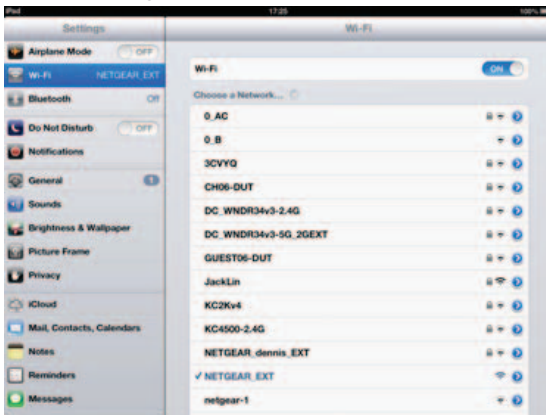 iPad 17:25 100%
Settings
Wi-Fi
Airplane Mode OFF
Wi-Fi NETGEAR_EXT
Bluetooth Off
Do Not Disturb OFF
Notifications
General 1
Sounds
Brightness & Wallpaper
Picture Frame
Privacy
iCloud
Mail, Contacts, Calendars
Notes
Reminders
Messages
Wi-Fi ON
Choose a Network...
0_AC
0_B
3CVYQ
CH06-DUT
DC_WNDR34v3-2.4G
DC_WNDR34v3-5G_2GEXT
GUEST06-DUT
JackLin
KC2Kv4
KC4500-2.4G
NETGEAR_dennis_EXT
✓ NETGEAR_EXT
netgear-1